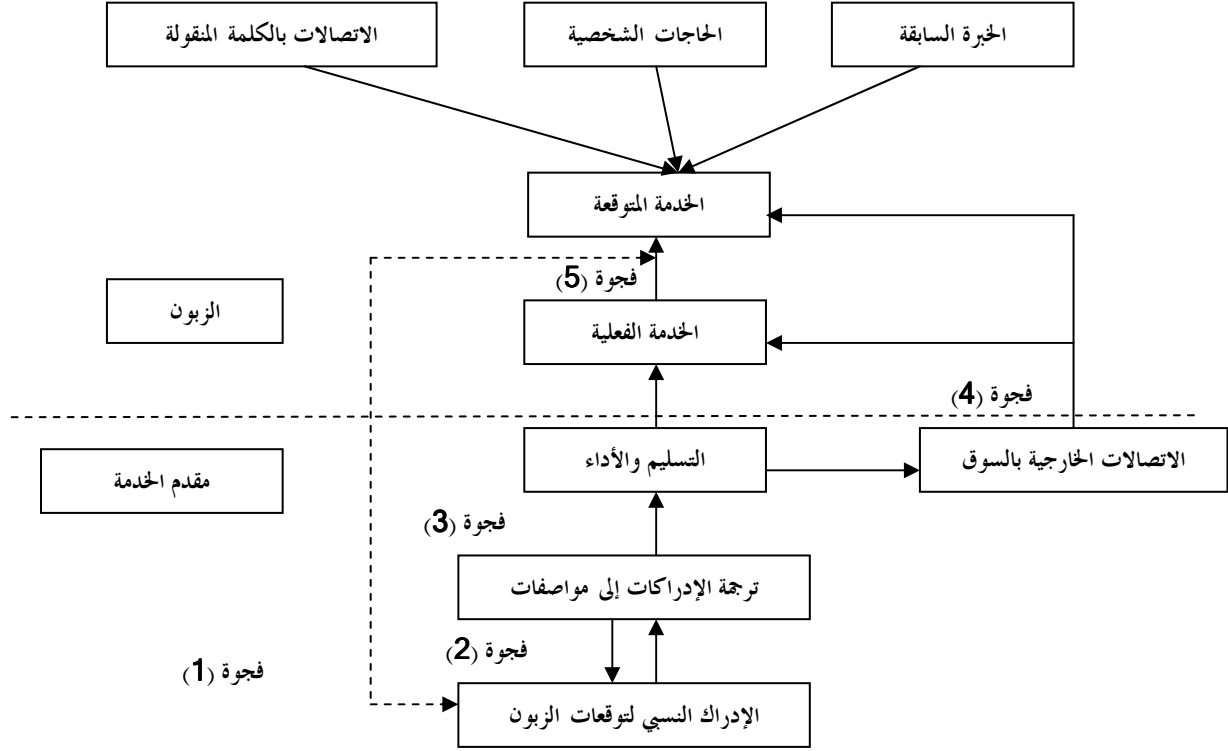 الخبرة السابقة
الحاجات الشخصية
الاتصالات بالكلمة المنقولة
الخدمة المتوقعة
فجوة (5)
الزبون
الخدمة الفعلية
فجوة (4)
الاتصالات الخارجية بالسوق
التسليم والأداء
مقدم الخدمة
فجوة (3)
ترجمة الإدراكات إلى مواصفات
فجوة (2)
فجوة (1)
الإدراك النسبي لتوقعات الزبون